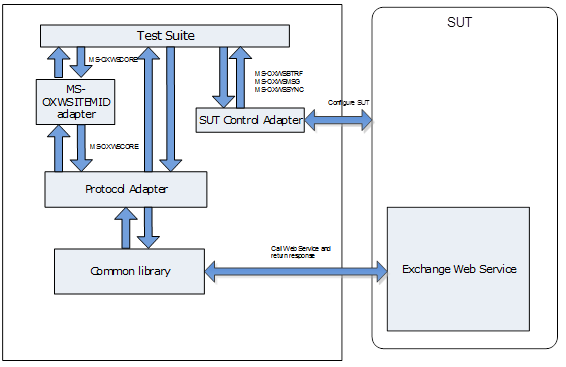 SUT
Test Suite
MS-OXWSCORE
MS-OXWSBTRF
MS-OXWSMSG
MS-OXWSSYNC
MS-
OXWSITEMID
adapter
Configure SUT
SUT Control Adapter
MS-OXWSCORE
Protocol Adapter
Call Web Service and
return response
Common library
Exchange Web Service